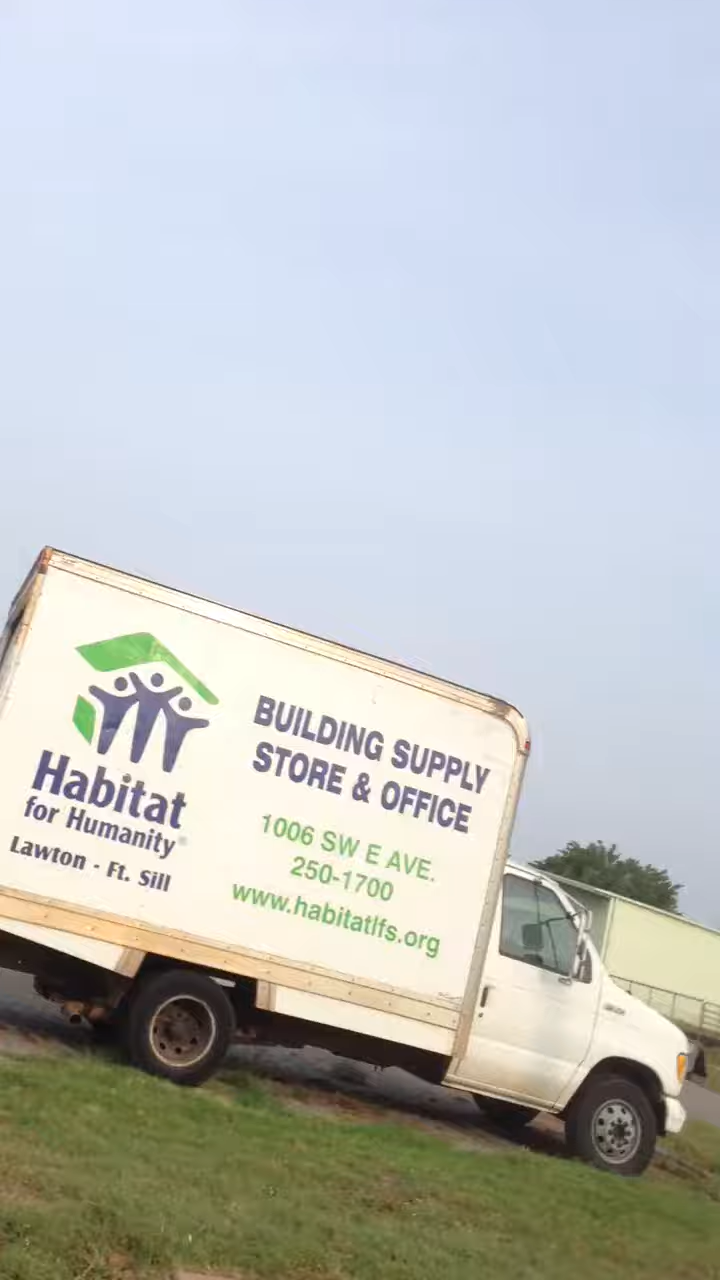 Habitat
for Humanity®
Lawton - Ft. Sill
BUILDING SUPPLY
STORE & OFFICE
1006 SW E AVE.
250-1700
www.habitatlfs.org